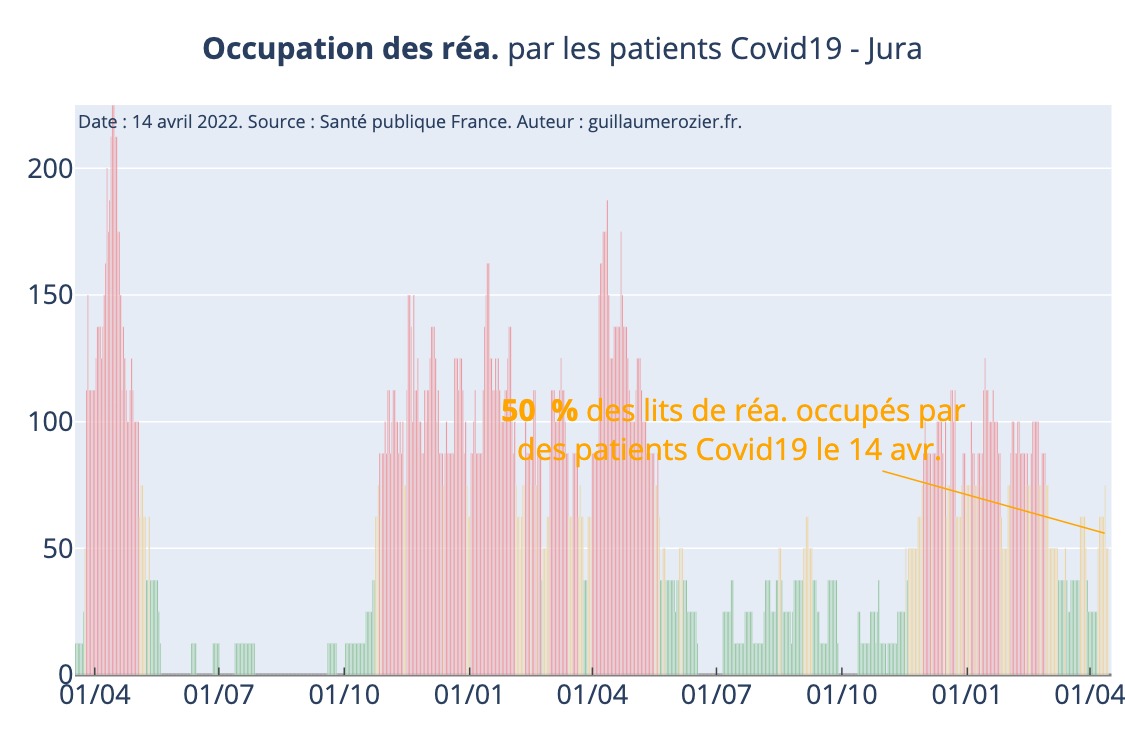 Occupation des réa. par les patients Covid19 - Jura
Date : 14 avril 2022. Source : Santé publique France. Auteur : guillaumerozier.fr.
200
150
100
50 % des lits de réa. occupés par
des patients Covid19 le 14 avr.
50
0
01/04 01/07 01/10 01/01 01/04 01/07 01/10 01/01 01/04